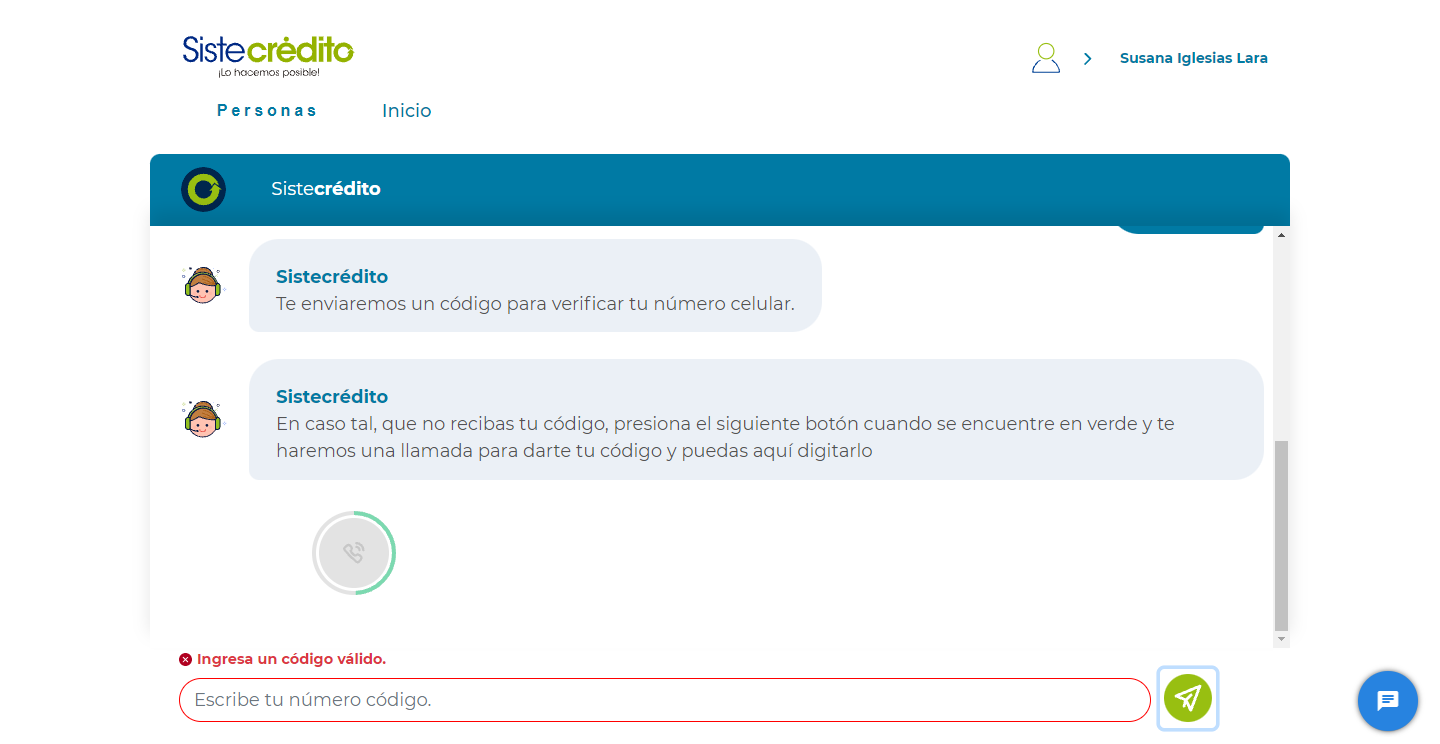 Sistecrédito
¡Lo hacemos posible!
Susana Iglesias Lara
Personas
Inicio
Sistecrédito
Sistecrédito
Te enviaremos un código para verificar tu número celular.
Sistecrédito
En caso tal, que no recibas tu código, presiona el siguiente botón cuando se encuentre en verde y te
haremos una llamada para darte tu código y puedas aquí digitarlo
Ingresa un código válido.
Escribe tu número código.